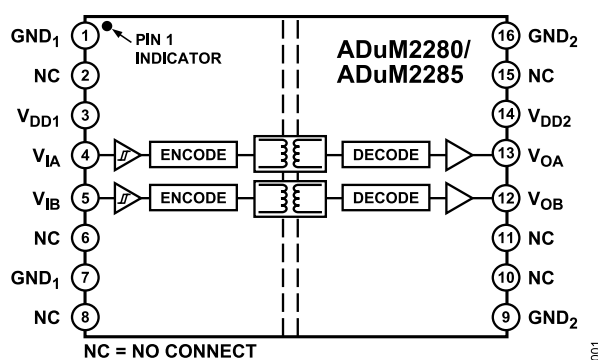 GND1 1
PIN 1
INDICATOR
ADuM2280/
ADuM2285
16 GND2
NC 2
15 NC
VDD1 3
14 VDD2
VIA 4 ENCODE DECODE 13 VOA
VIB 5 ENCODE DECODE 12 VOB
NC 6
11 NC
GND1 7
10 NC
NC 8
9 GND2
NC = NO CONNECT
001